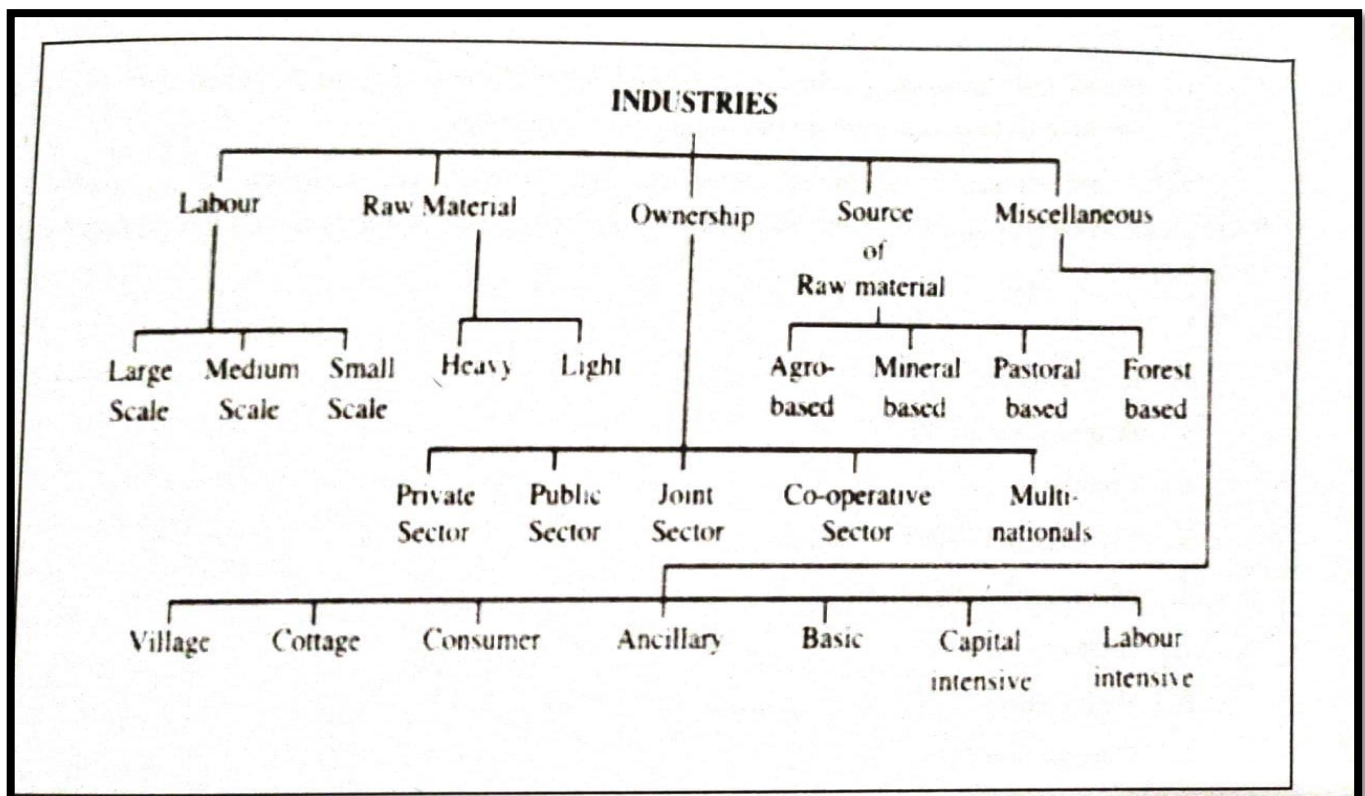 INDUSTRIES
Labour
Raw Material
Ownership
Source
of
Raw material
Miscellaneous
Large
Scale
Medium
Scale
Small
Scale
Heavy
Light
Agro-
based
Mineral
based
Pastoral
based
Forest
based
Private
Sector
Public
Sector
Joint
Sector
Co-operative
Sector
Multi-
nationals
Village
Cottage
Consumer
Ancillary
Basic
Capital
intensive
Labour
intensive